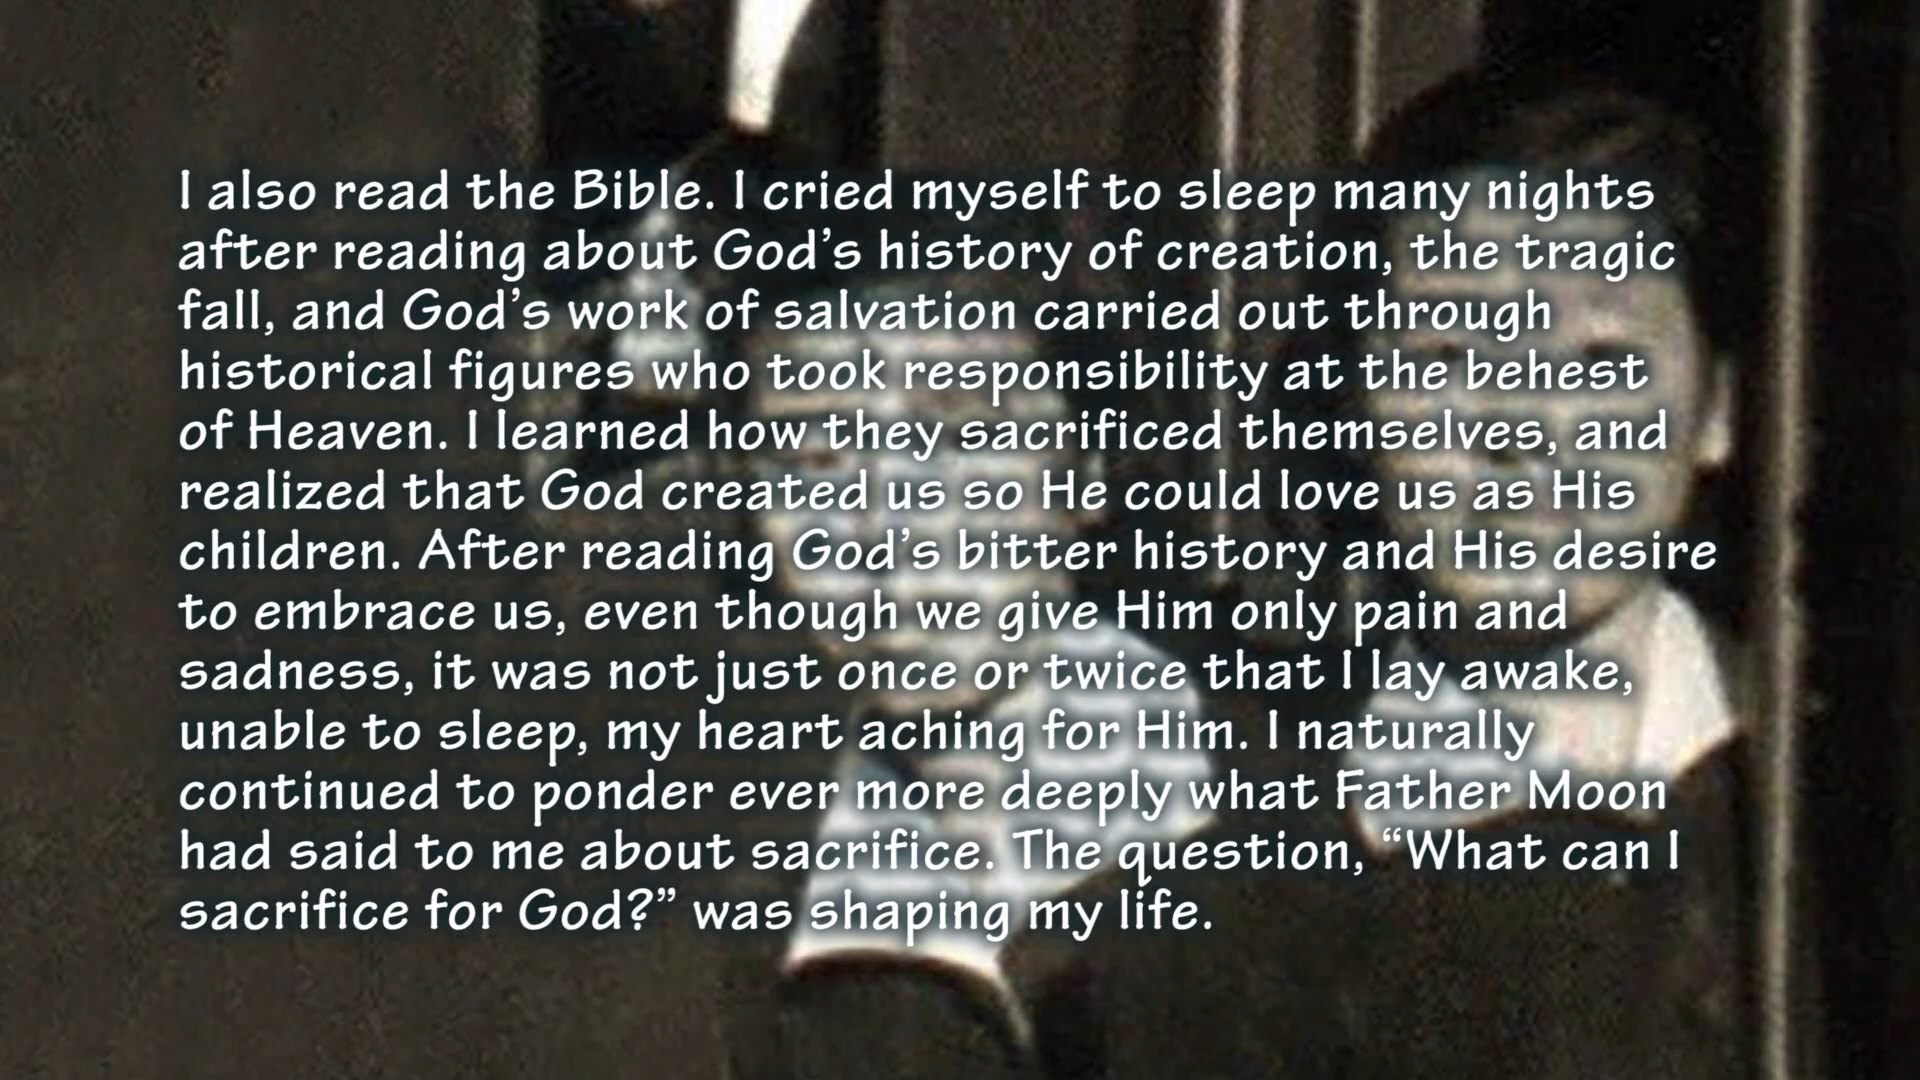 I also read the Bible. I cried myself to sleep many nights
after reading about God’s history of creation, the tragic
fall, and God’s work of salvation carried out through
historical figures who took responsibility at the behest
of Heaven. I learned how they sacrificed themselves, and
realized that God created us so He could love us as His
children. After reading God’s bitter history and His desire
to embrace us, even though we give Him only pain and
sadness, it was not just once or twice that I lay awake,
unable to sleep, my heart aching for Him. I naturally
continued to ponder ever more deeply what Father Moon
had said to me about sacrifice. The question, “What can I
sacrifice for God?” was shaping my life.